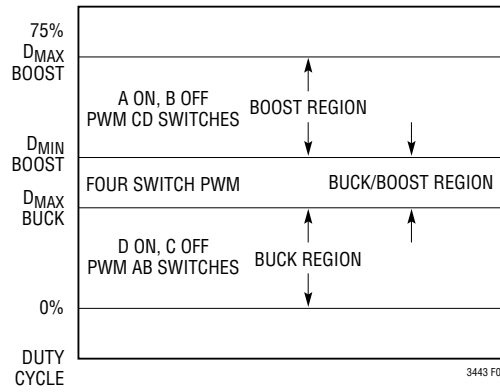 75%
DMAX
BOOST
A ON, B OFF
PWM CD SWITCHES
BOOST REGION
DMIN
BOOST
FOUR SWITCH PWM
BUCK/BOOST REGION
DMAX
BUCK
D ON, C OFF
PWM AB SWITCHES
BUCK REGION
0%
DUTY
CYCLE
3443 F0